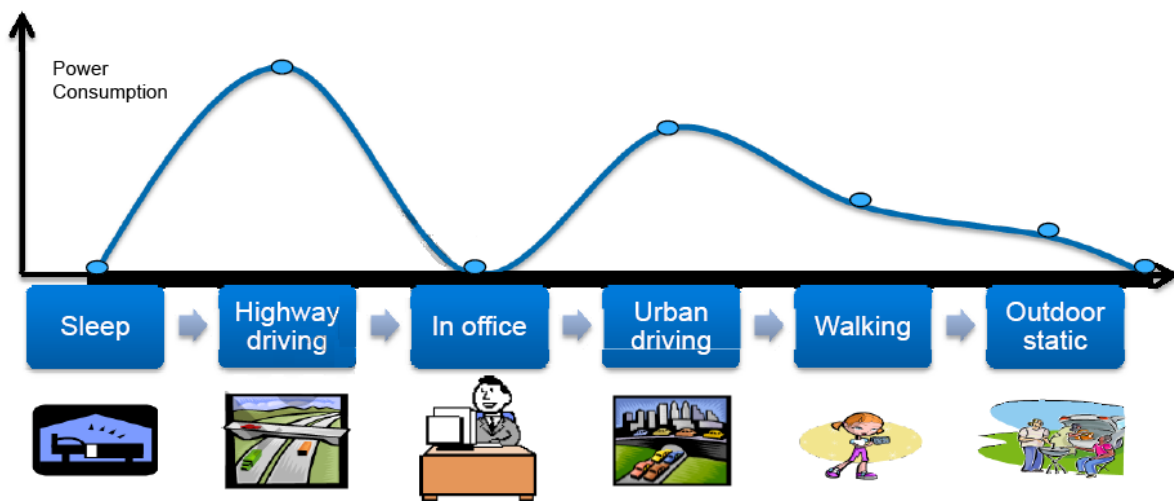 Power
Consumption
Sleep
Highway
driving
In office
Urban
driving
Walking
Outdoor
static